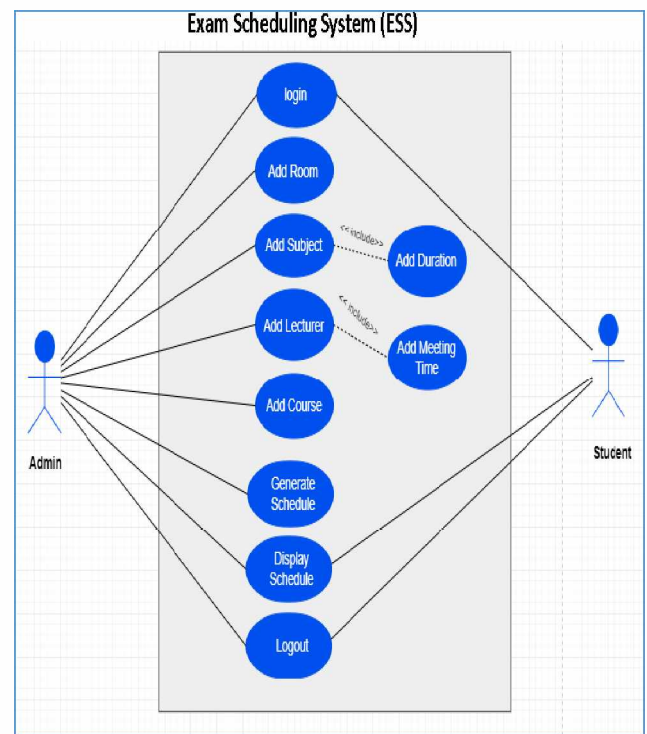 Exam Scheduling System (ESS)
login
Add Room
Add Subject
<< include>>
Add Duration
Add Lecturer
<< include>>
Add Meeting
Time
Add Course
Admin
Student
Generate
Schedule
Display
Schedule
Logout